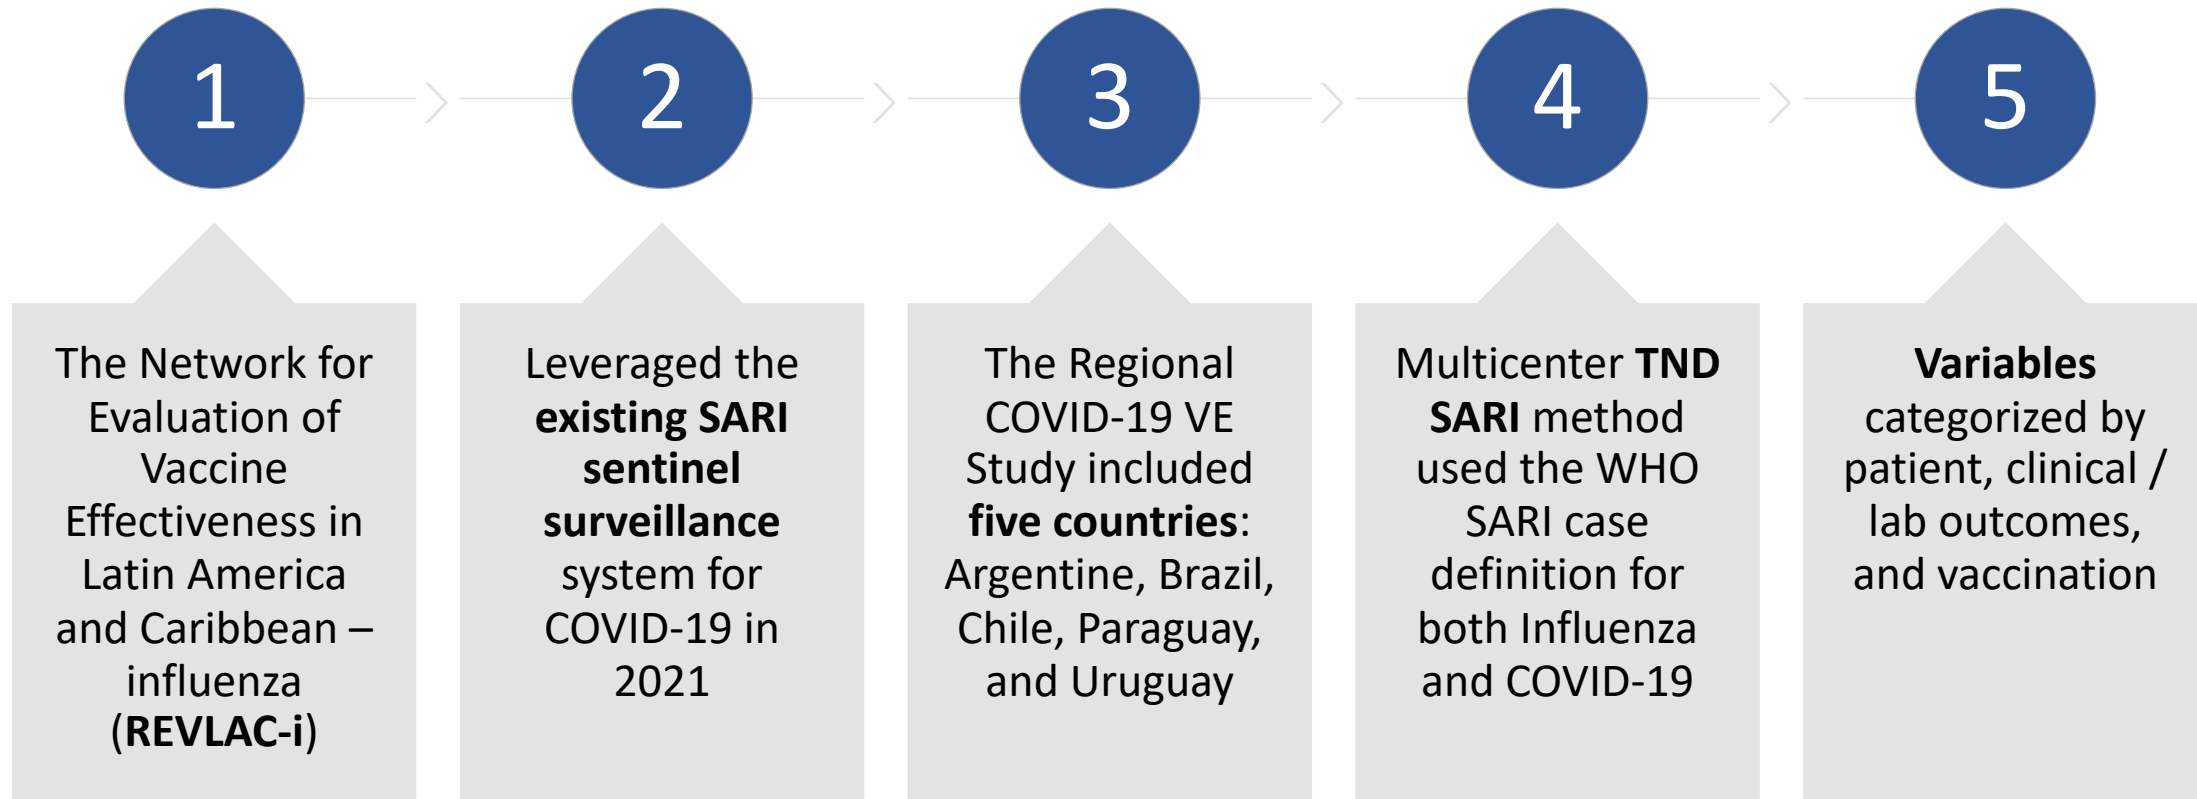 1
The Network for
Evaluation of
Vaccine
Effectiveness in
Latin America
and Caribbean –
influenza
(REVLAC-i)
2
Leveraged the
existing SARI
sentinel
surveillance
system for
COVID-19 in
2021
3
The Regional
COVID-19 VE
Study included
five countries:
Argentine, Brazil,
Chile, Paraguay,
and Uruguay
4
Multicenter TND
SARI method
used the WHO
SARI case
definition for
both Influenza
and COVID-19
5
Variables
categorized by
patient, clinical /
lab outcomes,
and vaccination